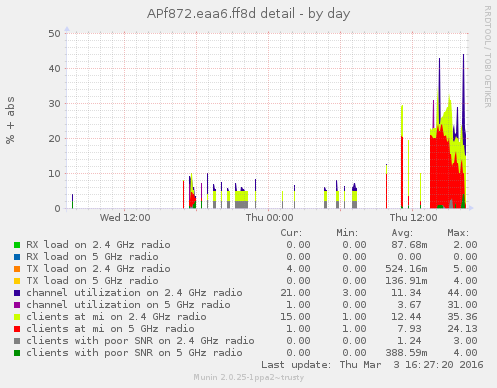 APf872.eaa6.ff8d detail - by day
RRDTOOL / TOBI OETIKER
% + abs
50
40
30
20
10
0
Wed 12:00 Thu 00:00 Thu 12:00
Cur: Min: Avg: Max:
RX load on 2.4 GHz radio 0.00 0.00 87.68m 2.00
RX load on 5 GHz radio 0.00 0.00 0.00 0.00
TX load on 2.4 GHz radio 4.00 0.00 524.16m 5.00
TX load on 5 GHz radio 0.00 0.00 136.91m 4.00
channel utilization on 2.4 GHz radio 21.00 3.00 11.34 44.00
channel utilization on 5 GHz radio 1.00 1.00 3.67 31.00
clients at mi on 2.4 GHz radio 15.00 1.00 12.44 35.36
clients at mi on 5 GHz radio 1.00 1.00 7.93 24.13
clients with poor SNR on 2.4 GHz radio 0.00 0.00 1.24 3.00
clients with poor SNR on 5 GHz radio 0.00 0.00 388.59m 4.00
Last update: Thu Mar 3 16:27:20 2016
Munin 2.0.25-1ppa2~trusty